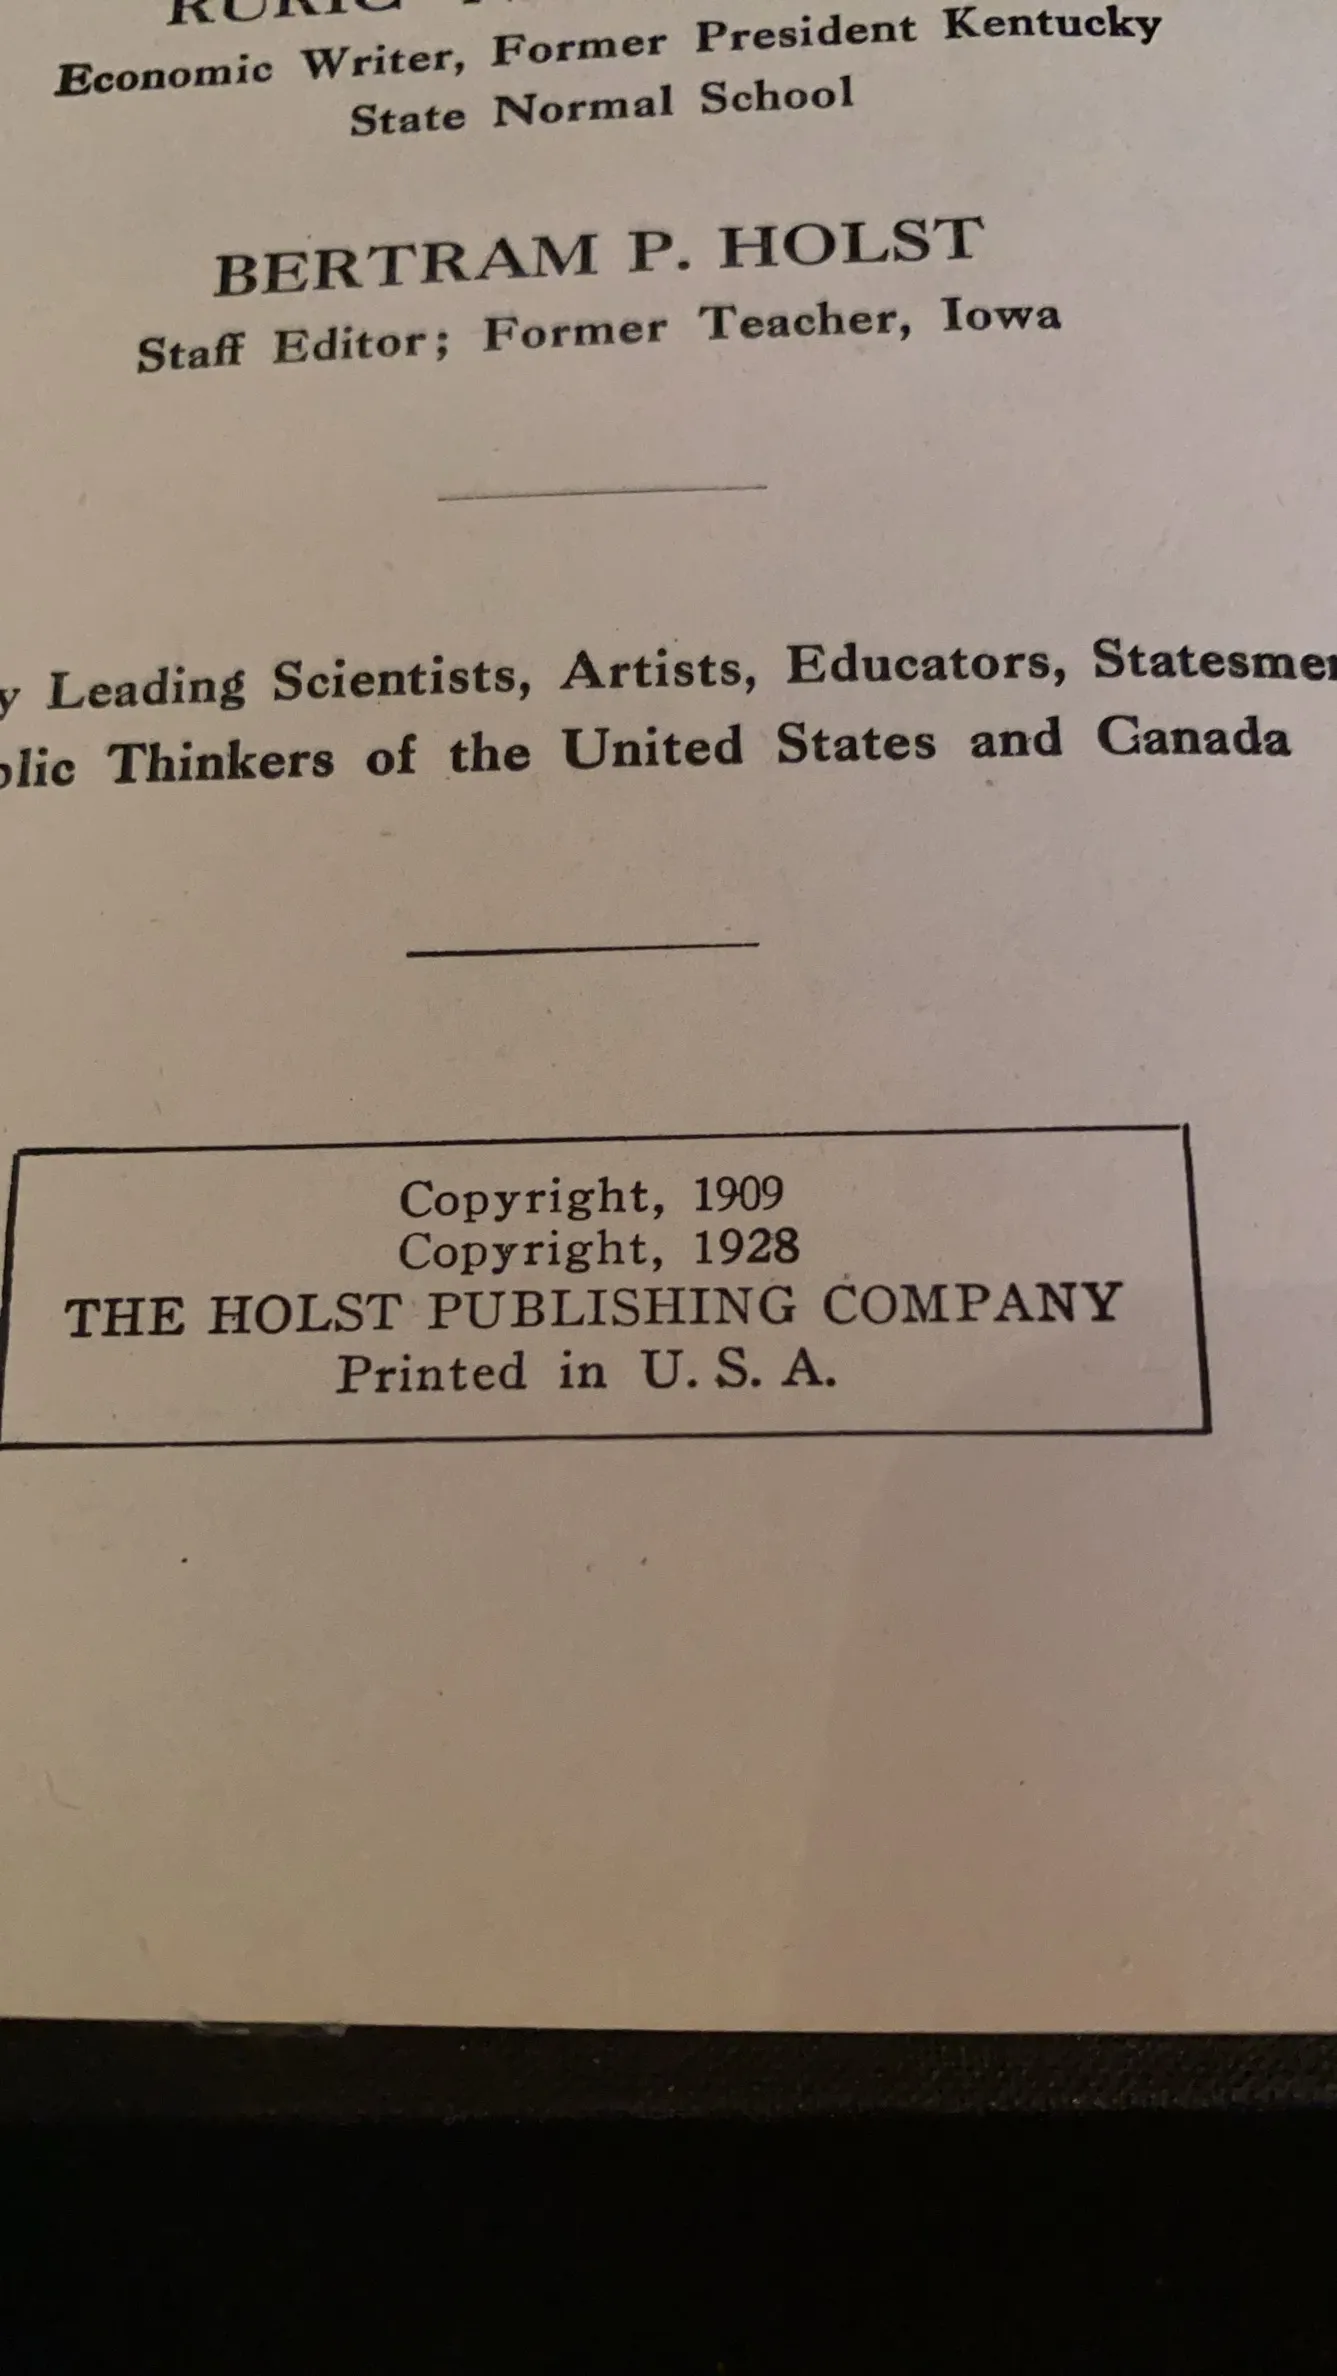 RURIC
Economic Writer, Former President Kentucky
State Normal School
BERTRAM P. HOLST
Staff Editor; Former Teacher, Iowa
Leading Scientists, Artists, Educators,
Thinkers of the United States and Canada
Copyright, 1909
Copyright, 1928
THE HOLST PUBLISHING COMPANY
Printed in U. S. A.